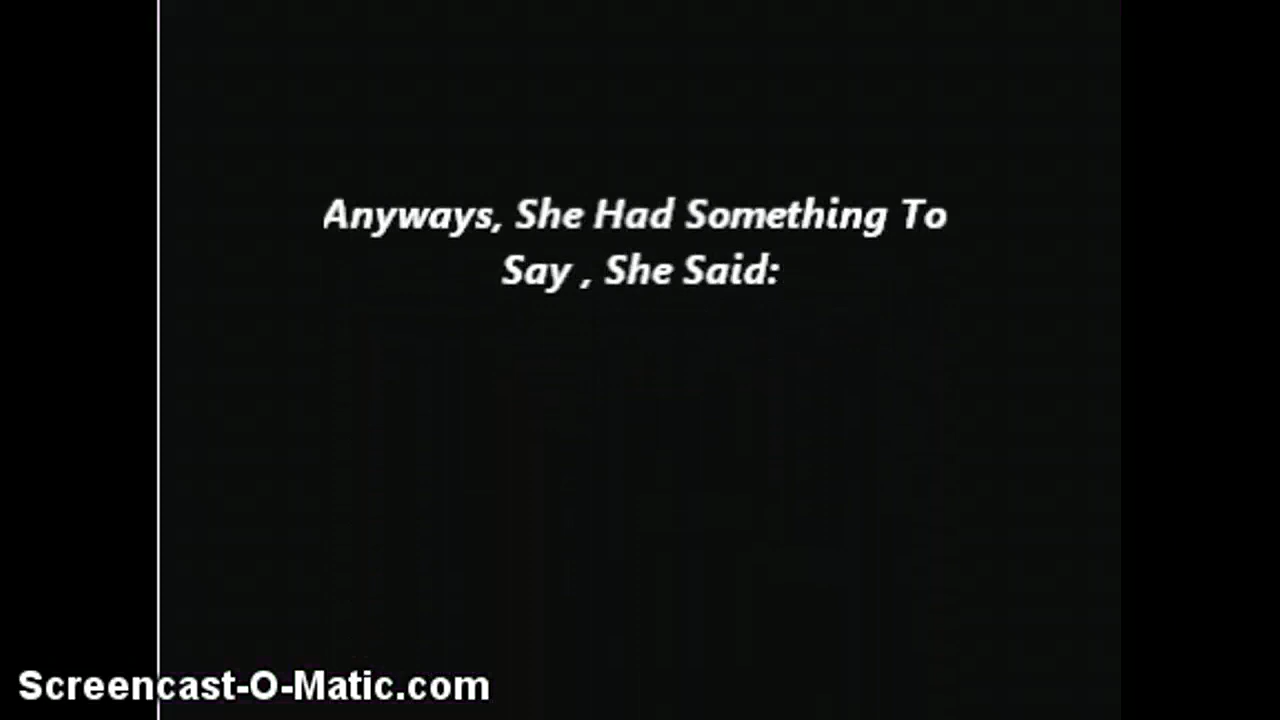 Anyways, She Had Something To
Say , She Said:
Screencast-O-Matic.com